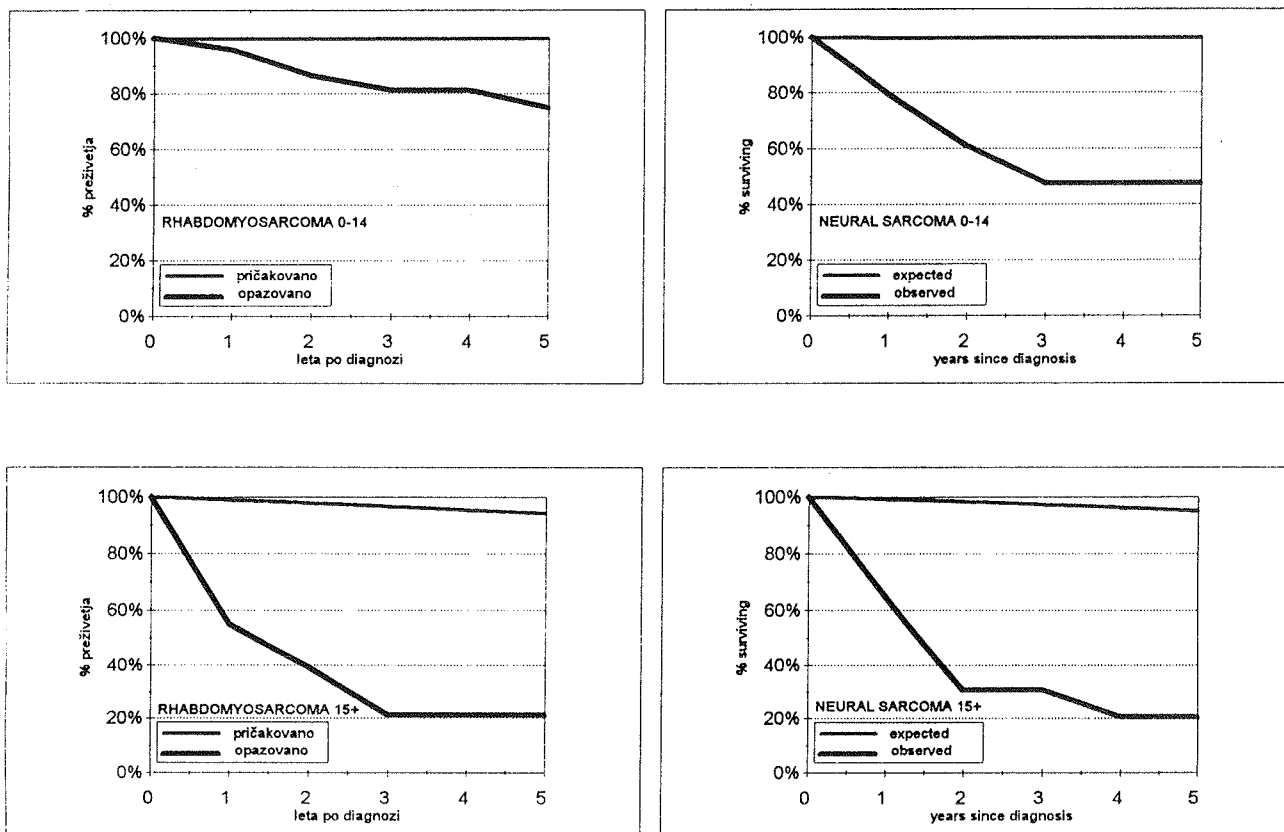 100%
80%
60%
40%
20%
0%
% preživetja
RHABDOMYOSARCOMA 0-14
pričakovano
opazovano
0 1 2 3 4 5
leta po diagnozi
100%
80%
60%
40%
20%
0%
% surviving
NEURAL SARCOMA 0-14
expected
observed
0 1 2 3 4 5
years since diagnosis
100%
80%
60%
40%
20%
0%
% preživetja
RHABDOMYOSARCOMA 15+
pričakovano
opazovano
0 1 2 3 4 5
leta po diagnozi
100%
80%
60%
40%
20%
0%
% surviving
NEURAL SARCOMA 15+
expected
observed
0 1 2 3 4 5
years since diagnosis